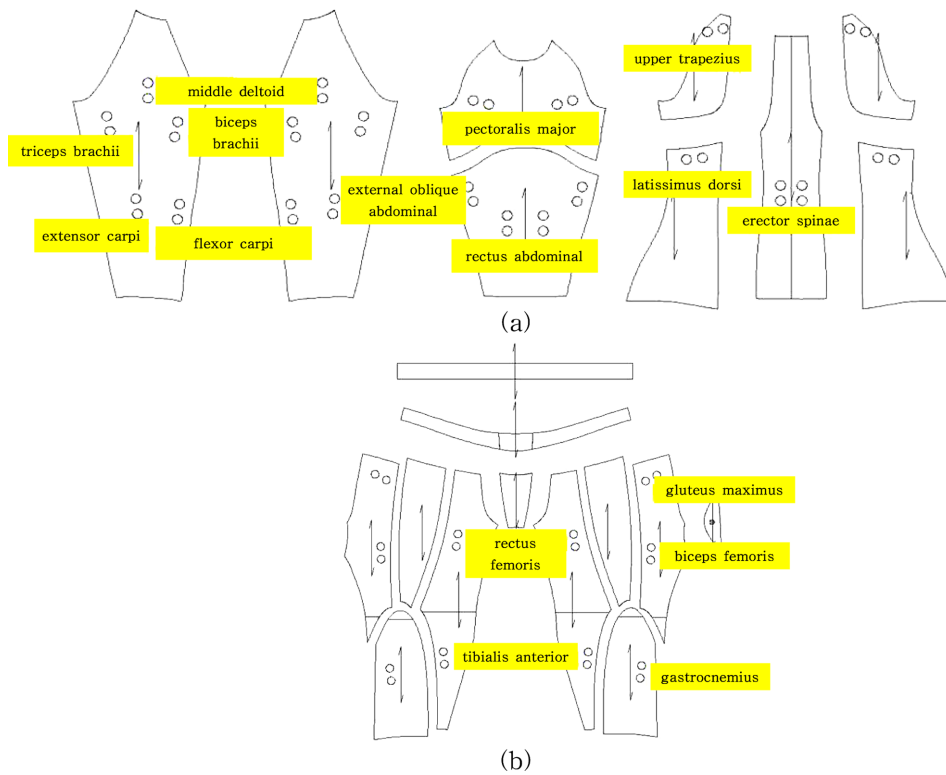 middle deltoid
biceps
brachii
triceps brachii
extensor carpi
flexor carpi
pectoralis major
external oblique
abdominal
rectus abdominal
upper trapezius
latissimus dorsi
erector spinae
(a)
gluteus maximus
rectus
femoris
biceps femoris
tibialis anterior
gastrocnemius
(b)